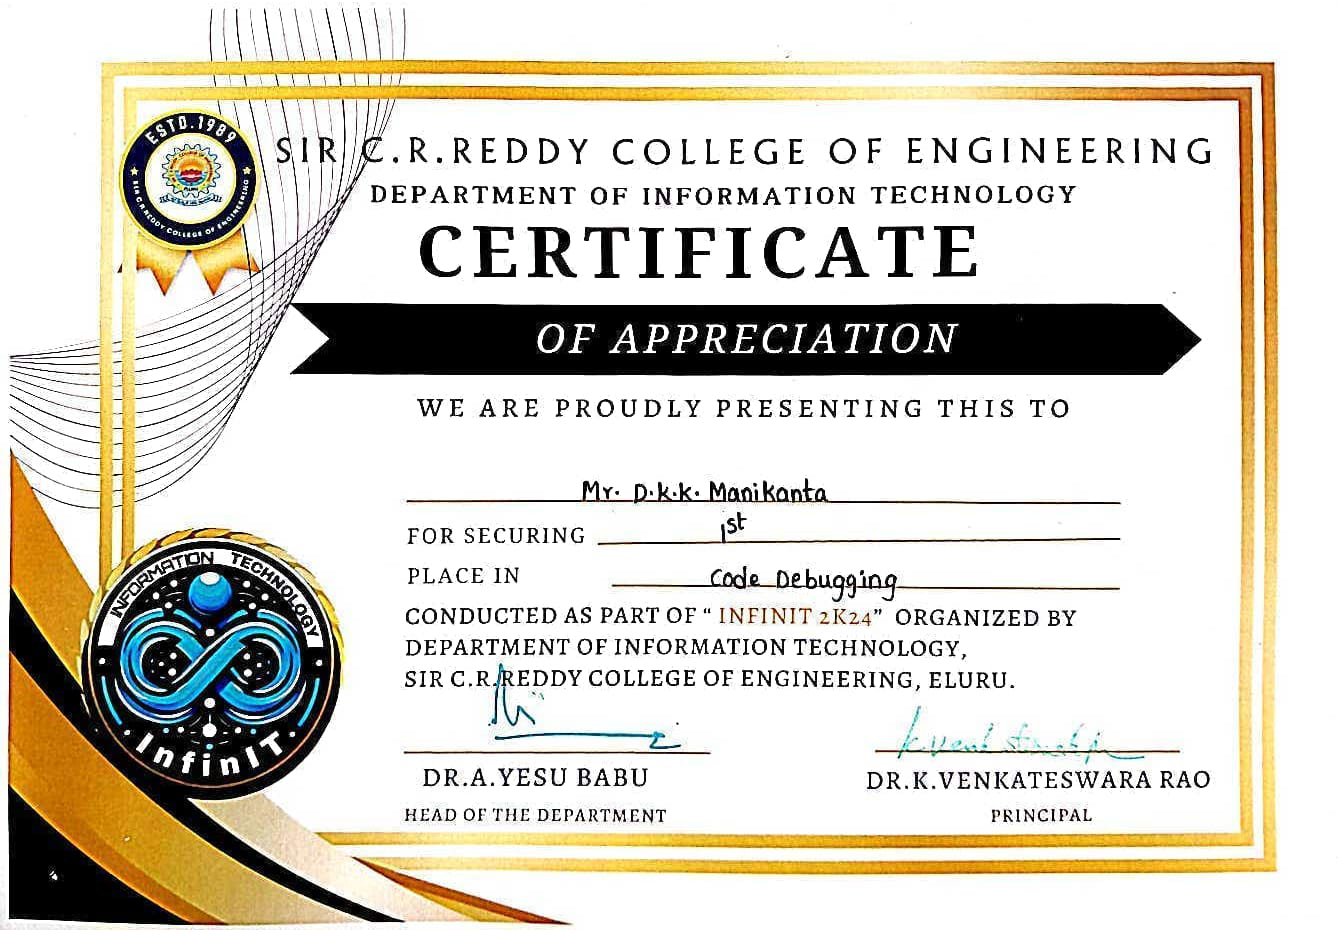 ESTD.1989
SIR C.R.REDDY COLLEGE OF ENGINEERING
SIR C.R.REDDY COLLEGE OF ENGINEERING
DEPARTMENT OF INFORMATION TECHNOLOGY
CERTIFICATE
OF APPRECIATION
WE ARE PROUDLY PRESENTING THIS TO
Mr. D.K.K. Manikanta
FOR SECURING 1st
PLACE IN Code Debugging
CONDUCTED AS PART OF “ INFINIT 2K24” ORGANIZED BY
DEPARTMENT OF INFORMATION TECHNOLOGY,
SIR C.R.REDDY COLLEGE OF ENGINEERING, ELURU.
INFORMATION TECHNOLOGY
InfinIT
DR.A.YESU BABU
HEAD OF THE DEPARTMENT
DR.K.VENKATESWARA RAO
PRINCIPAL